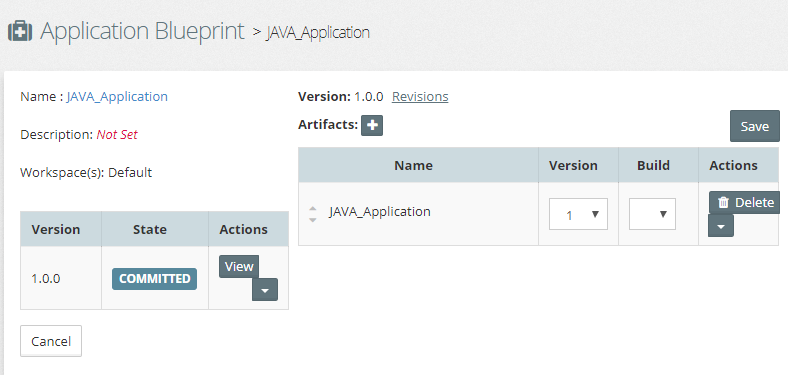 Application Blueprint > JAVA_Application
Name : JAVA_Application
Description: Not Set
Workspace(s): Default
Version State Actions
1.0.0 COMMITTED View
Cancel
Version: 1.0.0 Revisions
Artifacts:
Save
Name Version Build Actions
JAVA_Application 1 Delete